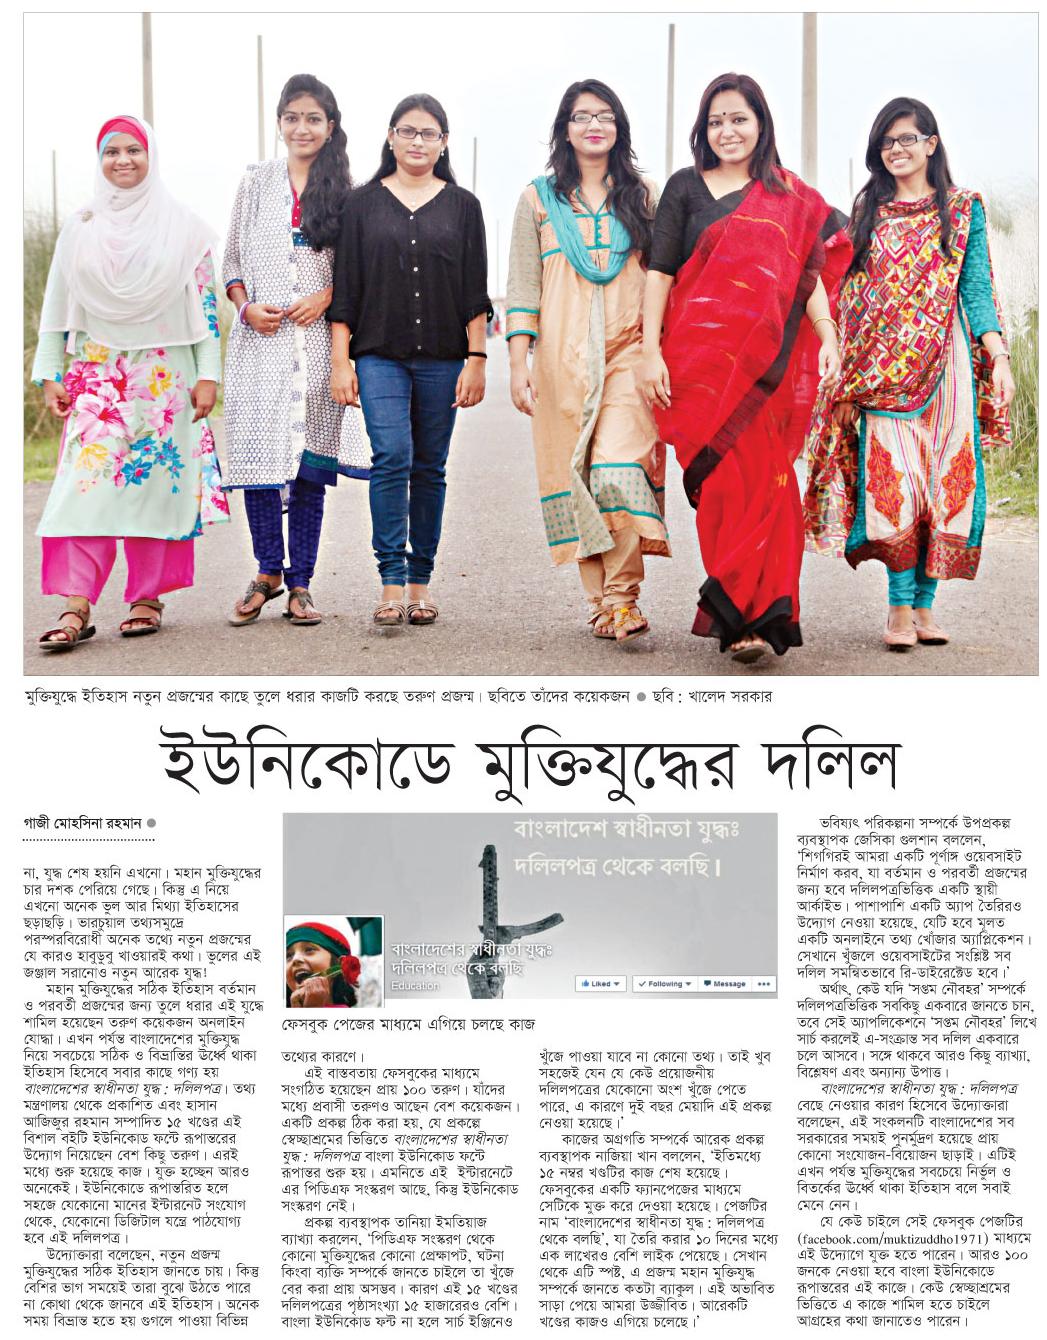 মুক্তিযুদ্ধে ইতিহাস নতুন প্রজন্মের কাছে তুলে ধরার কাজটি করছে তরুণ প্রজন্ম। ছবিতে তাঁদের কয়েকজন ● ছবি : খালেদ সরকার
ইউনিকোডে মুক্তিযুদ্ধের দলিল
গাজী মোহসিনা রহমান ●
না, যুদ্ধ শেষ হয়নি এখনো। মহান মুক্তিযুদ্ধের
চার দশক পেরিয়ে গেছে। কিন্তু এ নিয়ে
এখনো অনেক ভুল আর মিথ্যা ইতিহাসের
ছড়াছড়ি। ভারচুয়াল তথ্যসমুদ্রে
পরস্পরবিরোধী অনেক তথ্যে নতুন প্রজন্মের
যে কারও হাবুডুবু খাওয়ারই কথা। ভুলের এই
জঞ্জাল সরানোও নতুন আরেক যুদ্ধ!
মহান মুক্তিযুদ্ধের সঠিক ইতিহাস বর্তমান
ও পরবর্তী প্রজন্মের জন্য তুলে ধরার এই যুদ্ধে
শামিল হয়েছেন তরুণ কয়েকজন অনলাইন
যোদ্ধা। এখন পর্যন্ত বাংলাদেশের মুক্তিযুদ্ধ
নিয়ে সবচেয়ে সঠিক ও বিভ্রান্তির ঊর্ধ্বে থাকা
ইতিহাস হিসেবে সবার কাছে গণ্য হয়
বাংলাদেশের স্বাধীনতা যুদ্ধ : দলিলপত্র। তথ্য
মন্ত্রণালয় থেকে প্রকাশিত এবং হাসান
আজিজুর রহমান সম্পাদিত ১৫ খণ্ডের এই
বিশাল বইটি ইউনিকোড ফন্টে রূপান্তরের
উদ্যোগ নিয়েছেন বেশ কিছু তরুণ। এরই
মধ্যে শুরু হয়েছে কাজ। যুক্ত হচ্ছেন আরও
অনেকেই। ইউনিকোডে রূপান্তরিত হলে
সহজে যেকোনো মানের ইন্টারনেট সংযোগ
থেকে, যেকোনো ডিজিটাল যন্ত্রে পাঠযোগ্য
হবে এই দলিলপত্র।
উদ্যোক্তারা বলেছেন, নতুন প্রজন্ম
মুক্তিযুদ্ধের সঠিক ইতিহাস জানতে চায়। কিন্তু
বেশির ভাগ সময়েই তারা বুঝে উঠতে পারে
না কোথা থেকে জানবে এই ইতিহাস। অনেক
সময় বিভ্রান্ত হতে হয় গুগলে পাওয়া বিভিন্ন
বাংলাদেশ স্বাধীনতা যুদ্ধঃ
দলিলপত্র থেকে বলছি।
বাংলাদেশের স্বাধীনতা যুদ্ধঃ
দলিলপত্র থেকে বলছি
Education
Liked Following Message
ফেসবুক পেজের মাধ্যমে এগিয়ে চলছে কাজ
তথ্যের কারণে।
এই বাস্তবতায় ফেসবুকের মাধ্যমে
সংগঠিত হয়েছেন প্রায় ১০০ তরুণ। যাঁদের
মধ্যে প্রবাসী তরুণও আছেন বেশ কয়েকজন।
একটি প্রকল্প ঠিক করা হয়, যে প্রকল্পে
স্বেচ্ছাশ্রমের ভিত্তিতে বাংলাদেশের স্বাধীনতা
যুদ্ধ : দলিলপত্র বাংলা ইউনিকোড ফন্টে
রূপান্তর শুরু হয়। এমনিতে এই ইন্টারনেটে
এর পিডিএফ সংস্করণ আছে, কিন্তু ইউনিকোড
সংস্করণ নেই।
প্রকল্প ব্যবস্থাপক তানিয়া ইমতিয়াজ
ব্যাখ্যা করলেন, ‘পিডিএফ সংস্করণ থেকে
কোনো মুক্তিযুদ্ধের কোনো প্রেক্ষাপট, ঘটনা
কিংবা ব্যক্তি সম্পর্কে জানতে চাইলে তা খুঁজে
বের করা প্রায় অসম্ভব। কারণ এই ১৫ খণ্ডের
দলিলপত্রের পৃষ্ঠাসংখ্যা ১৫ হাজারেরও বেশি।
বাংলা ইউনিকোড ফন্ট না হলে সার্চ ইঞ্জিনেও
খুঁজে পাওয়া যাবে না কোনো তথ্য। তাই খুব
সহজেই যেন যে কেউ প্রয়োজনীয়
দলিলপত্রের যেকোনো অংশ খুঁজে পেতে
পারে, এ কারণে দুই বছর মেয়াদি এই প্রকল্প
নেওয়া হয়েছে।’
কাজের অগ্রগতি সম্পর্কে আরেক প্রকল্প
ব্যবস্থাপক নাজিয়া খান বললেন, ‘ইতিমধ্যে
১৫ নম্বর খণ্ডটির কাজ শেষ হয়েছে।
ফেসবুকের একটি ফ্যানপেজের মাধ্যমে
সেটিকে মুক্ত করে দেওয়া হয়েছে। পেজটির
নাম ‘বাংলাদেশের স্বাধীনতা যুদ্ধ : দলিলপত্র
থেকে বলছি’, যা তৈরি করার ১০ দিনের মধ্যে
এক লাখেরও বেশি লাইক পেয়েছে। সেখান
থেকে এটি স্পষ্ট, এ প্রজন্ম মহান মুক্তিযুদ্ধ
সম্পর্কে জানতে কতটা ব্যাকুল। এই অভাবিত
সাড়া পেয়ে আমরা উজ্জীবিত। আরেকটি
খণ্ডের কাজও এগিয়ে চলেছে।’
ভবিষ্যৎ পরিকল্পনা সম্পর্কে উপপ্রকল্প
ব্যবস্থাপক জেসিকা গুলশান বললেন,
‘শিগগিরই আমরা একটি পূর্ণাঙ্গ ওয়েবসাইট
নির্মাণ করব, যা বর্তমান ও পরবর্তী প্রজন্মের
জন্য হবে দলিলপত্রভিত্তিক একটি স্থায়ী
আর্কাইভ। পাশাপাশি একটি অ্যাপ তৈরিরও
উদ্যোগ নেওয়া হয়েছে, যেটি হবে মূলত
একটি অনলাইনে তথ্য খোঁজার অ্যাপ্লিকেশন।
সেখানে খুঁজলে ওয়েবসাইটের সংশ্লিষ্ট সব
দলিল সমন্বিতভাবে রি-ডাইরেক্টেড হবে।’
অর্থাৎ, কেউ যদি ‘সপ্তম নৌবহর’ সম্পর্কে
দলিলপত্রভিত্তিক সবকিছু একবারে জানতে চান,
তবে সেই অ্যাপলিকেশনে ‘সপ্তম নৌবহর’ লিখে
সার্চ করলেই এ-সংক্রান্ত সব দলিল একবারে
চলে আসবে। সঙ্গে থাকবে আরও কিছু ব্যাখ্যা,
বিশ্লেষণ এবং অন্যান্য উপাত্ত।
বাংলাদেশের স্বাধীনতা যুদ্ধ : দলিলপত্র
বেছে নেওয়ার কারণ হিসেবে উদ্যোক্তারা
বলেছেন, এই সংকলনটি বাংলাদেশের সব
সরকারের সময়ই পুনর্মুদ্রণ হয়েছে প্রায়
কোনো সংযোজন-বিয়োজন ছাড়াই। এটিই
এখন পর্যন্ত মুক্তিযুদ্ধের সবচেয়ে নির্ভুল ও
বিতর্কের ঊর্ধ্বে থাকা ইতিহাস বলে সবাই
মেনে নেন।
যে কেউ চাইলে সেই ফেসবুক পেজটির
(facebook.com/muktizuddho1971) মাধ্যমে
এই উদ্যোগে যুক্ত হতে পারেন। আরও ১০০
জনকে নেওয়া হবে বাংলা ইউনিকোডে
রূপান্তরের এই কাজে। কেউ স্বেচ্ছাশ্রমের
ভিত্তিতে এ কাজে শামিল হতে চাইলে
আগ্রহের কথা জানাতেও পারেন।